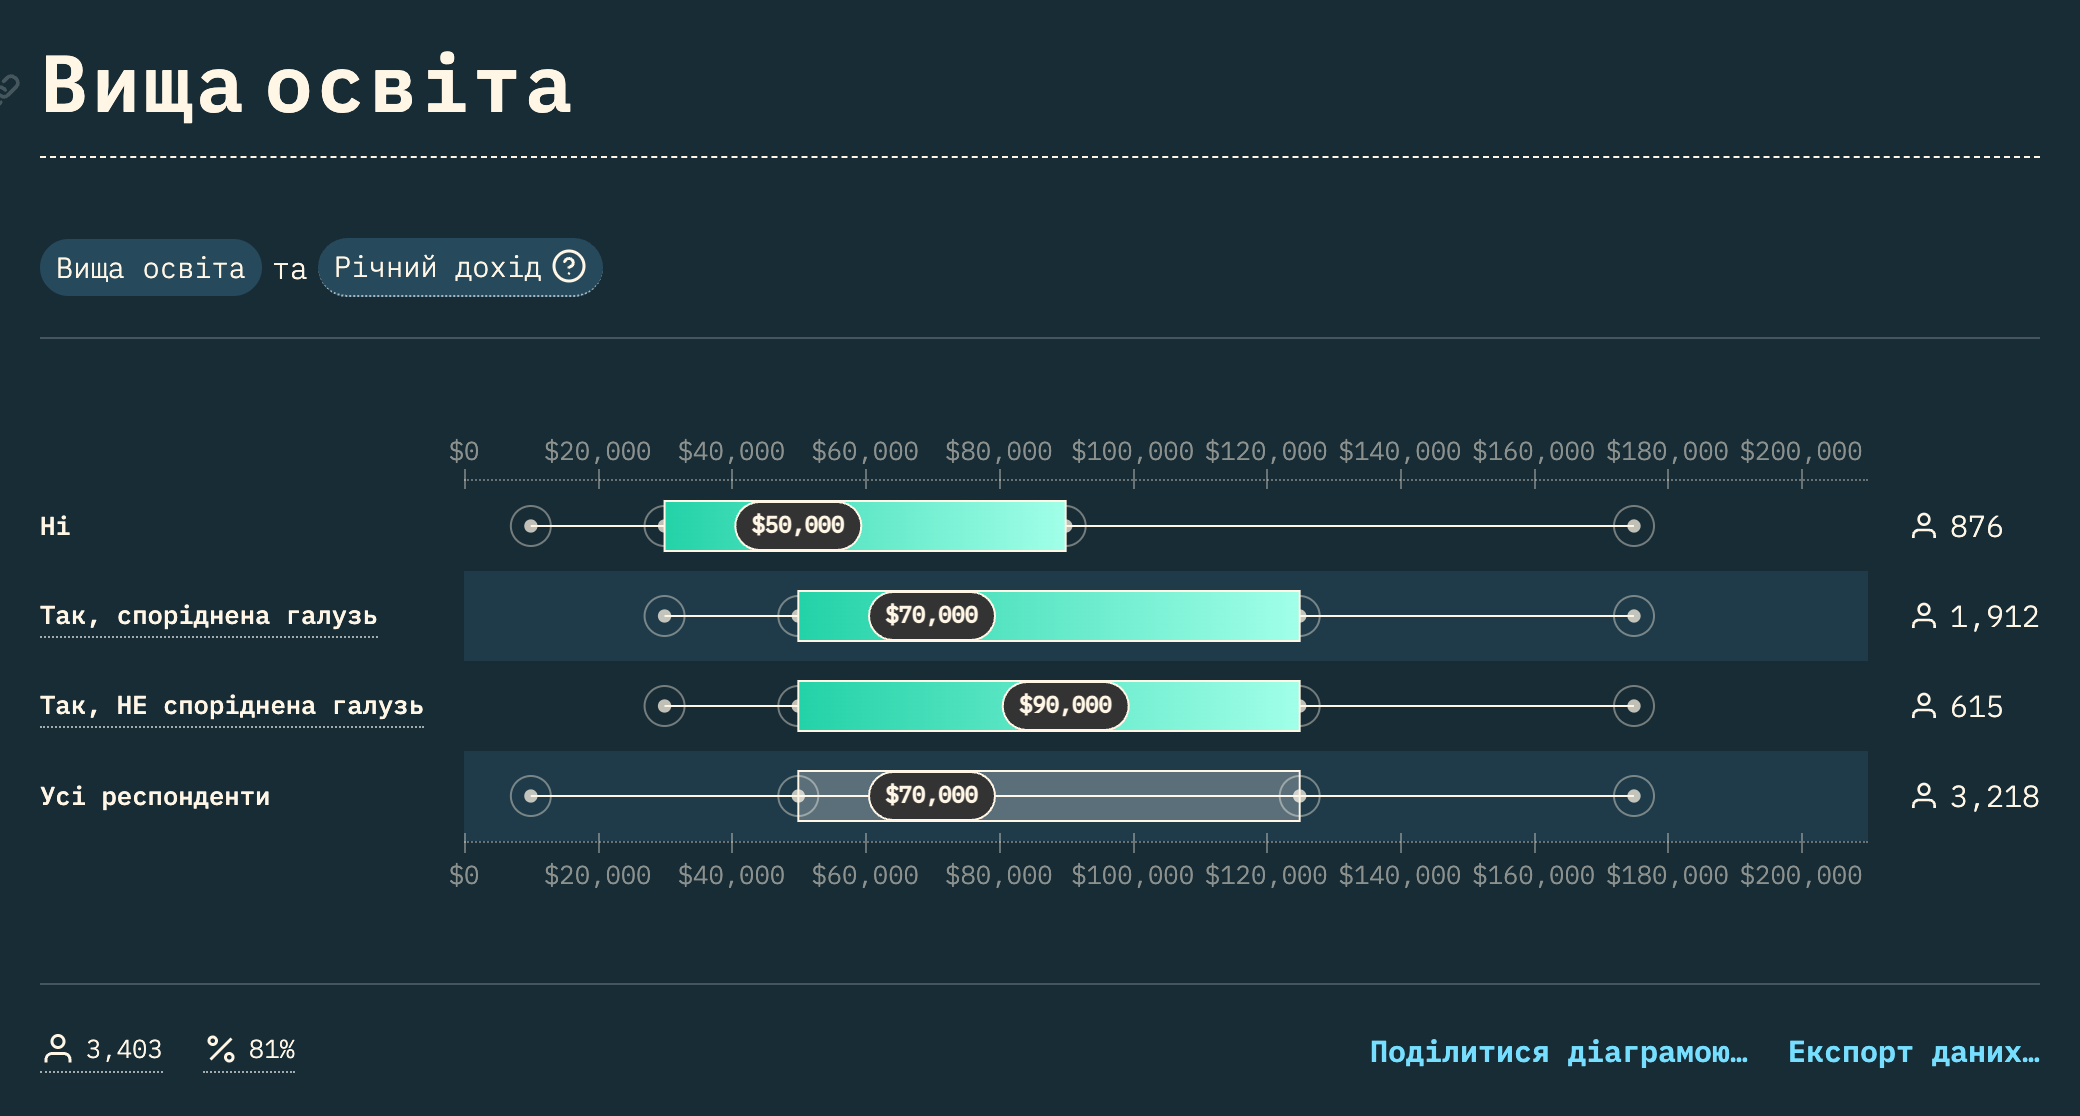 Вища освіта
Вища освіта та Річний дохід
$0 $20,000 $40,000 $60,000 $80,000 $100,000 $120,000 $140,000 $160,000 $180,000 $200,000
Ні $50,000 876
Так, споріднена галузь $70,000 1,912
Так, НЕ споріднена галузь $90,000 615
Усі респонденти $70,000 3,218
$0 $20,000 $40,000 $60,000 $80,000 $100,000 $120,000 $140,000 $160,000 $180,000 $200,000
3,403 81% Поділитися діаграмою… Експорт даних…